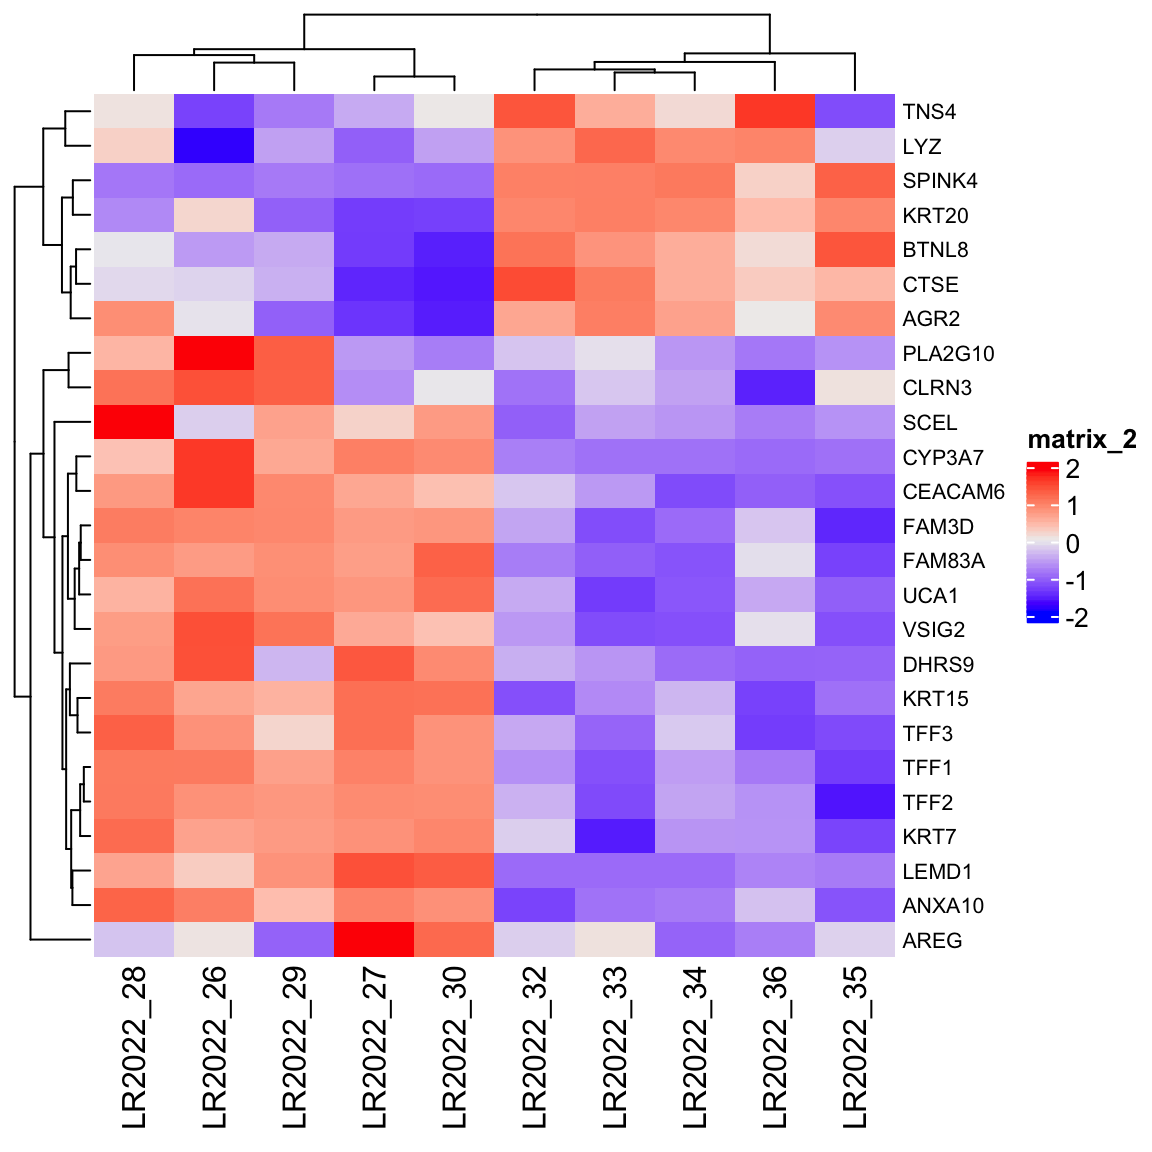 TNS4
LYZ
SPINK4
KRT20
BTNL8
CTSE
AGR2
PLA2G10
CLRN3
SCEL
CYP3A7
CEACAM6
FAM3D
FAM83A
UCA1
VSIG2
DHRS9
KRT15
TFF3
TFF1
TFF2
KRT7
LEMD1
ANXA10
AREG
matrix_2
2
1
0
-1
-2
LR2022_28
LR2022_26
LR2022_29
LR2022_27
LR2022_30
LR2022_32
LR2022_33
LR2022_34
LR2022_36
LR2022_35